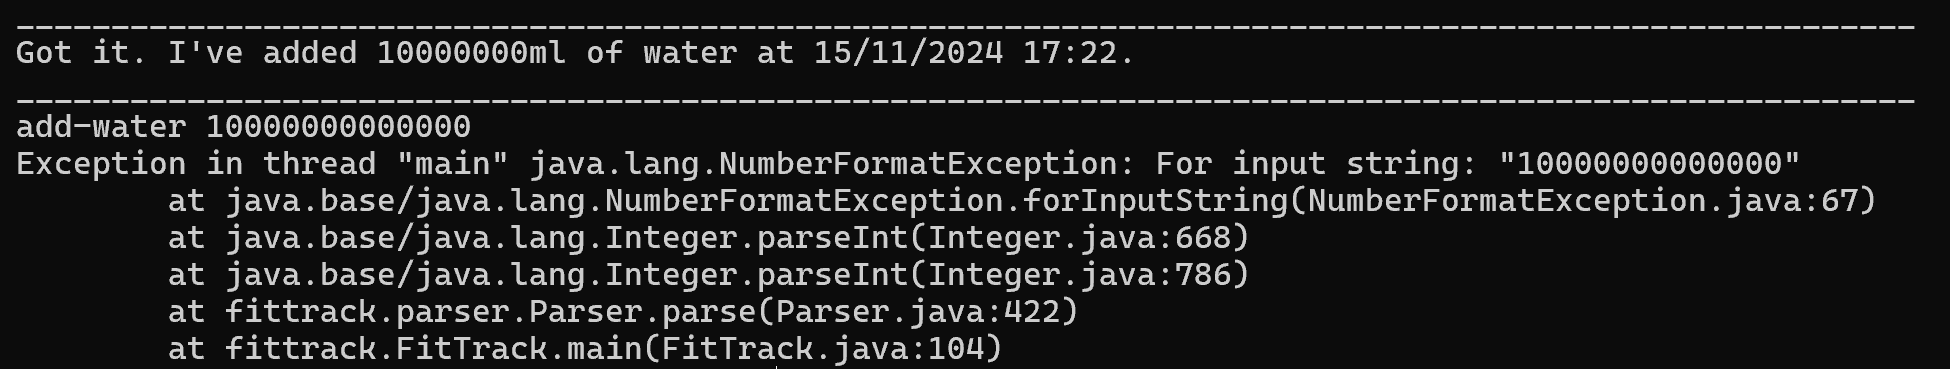 ____________________________________________________________________________________________________
Got it. I've added 10000000ml of water at 15/11/2024 17:22.
____________________________________________________________________________________________________
add-water 10000000000000
Exception in thread "main" java.lang.NumberFormatException: For input string: "10000000000000"
        at java.base/java.lang.NumberFormatException.forInputString(NumberFormatException.java:67)
        at java.base/java.lang.Integer.parseInt(Integer.java:668)
        at java.base/java.lang.Integer.parseInt(Integer.java:786)
        at fittrack.parser.Parser.parse(Parser.java:422)
        at fittrack.FitTrack.main(FitTrack.java:104)